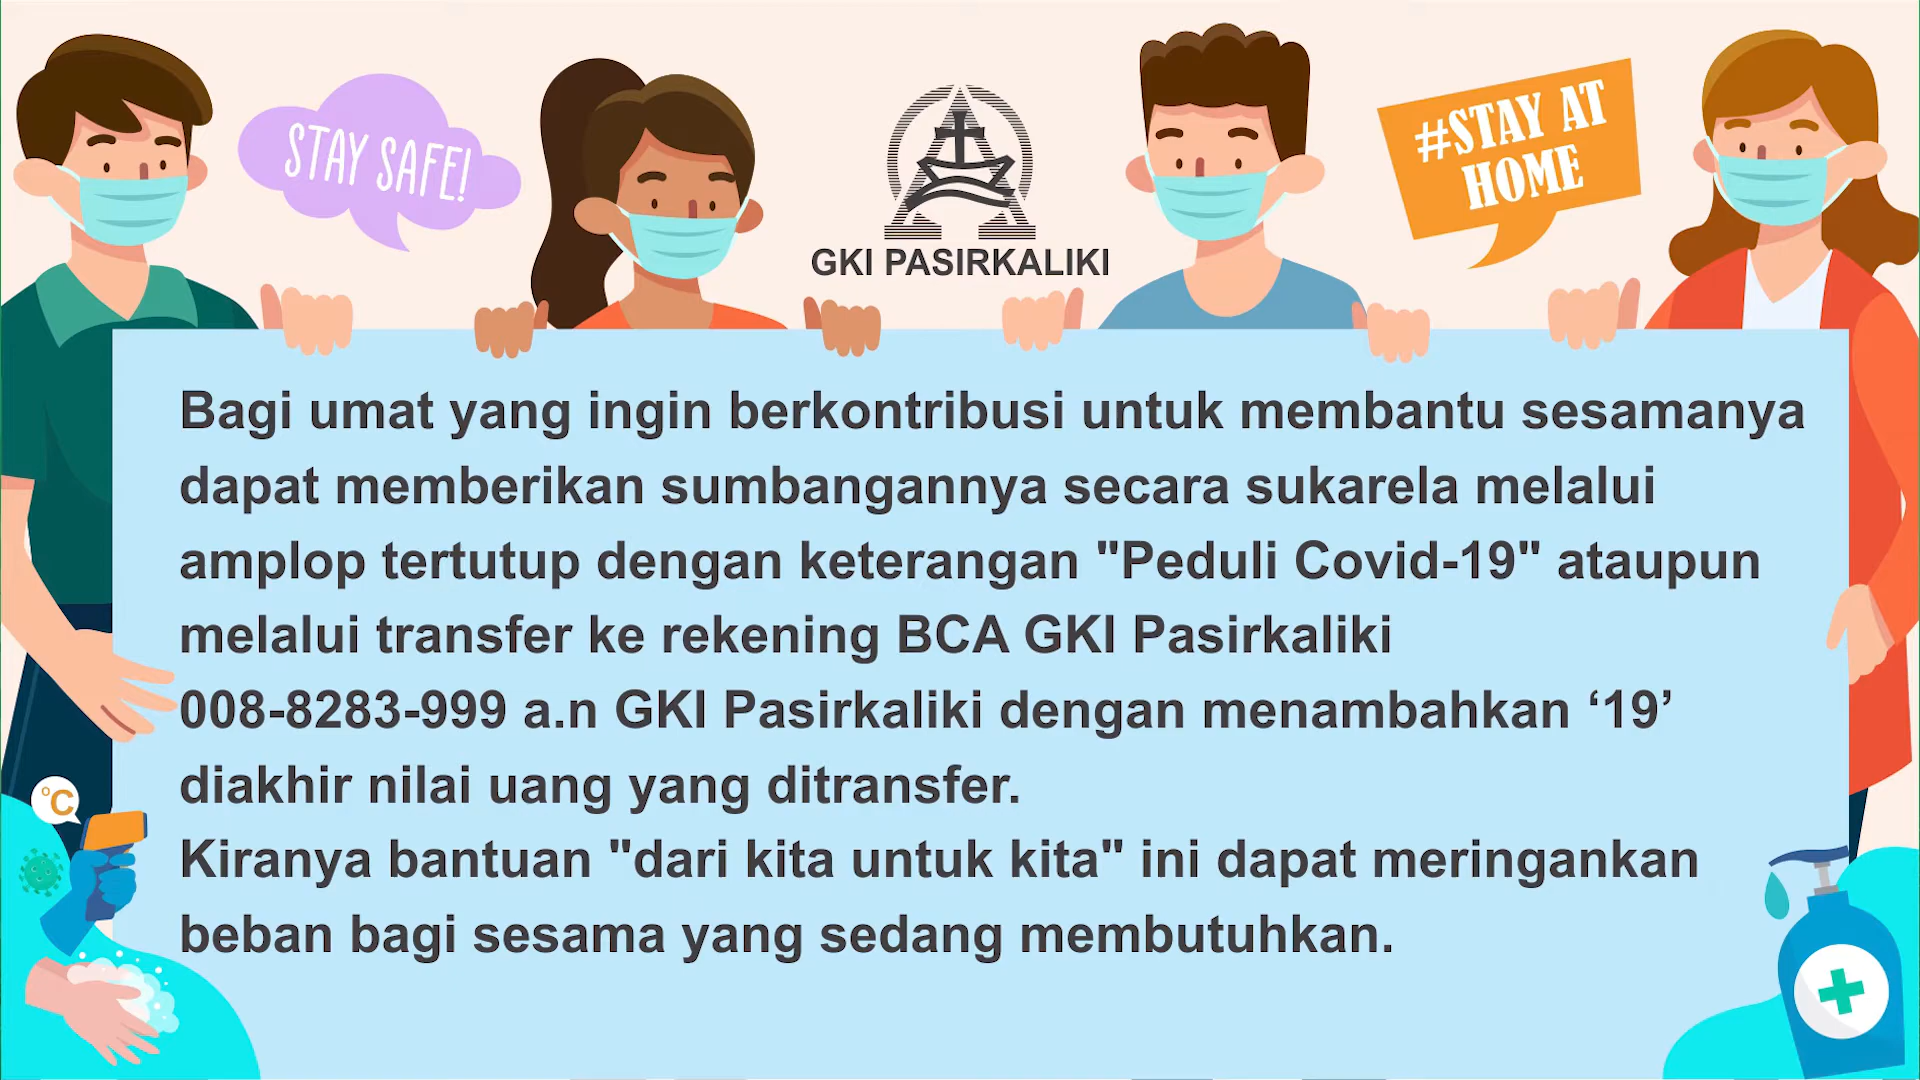 STAY SAFE!
#STAY AT
HOME
GKI PASIRKALIKI
Bagi umat yang ingin berkontribusi untuk membantu sesamanya
dapat memberikan sumbangannya secara sukarela melalui
amplop tertutup dengan keterangan "Peduli Covid-19" ataupun
melalui transfer ke rekening BCA GKI Pasirkaliki
008-8283-999 a.n GKI Pasirkaliki dengan menambahkan ‘19’
diakhir nilai uang yang ditransfer.
Kiranya bantuan "dari kita untuk kita" ini dapat meringankan
beban bagi sesama yang sedang membutuhkan.
°C